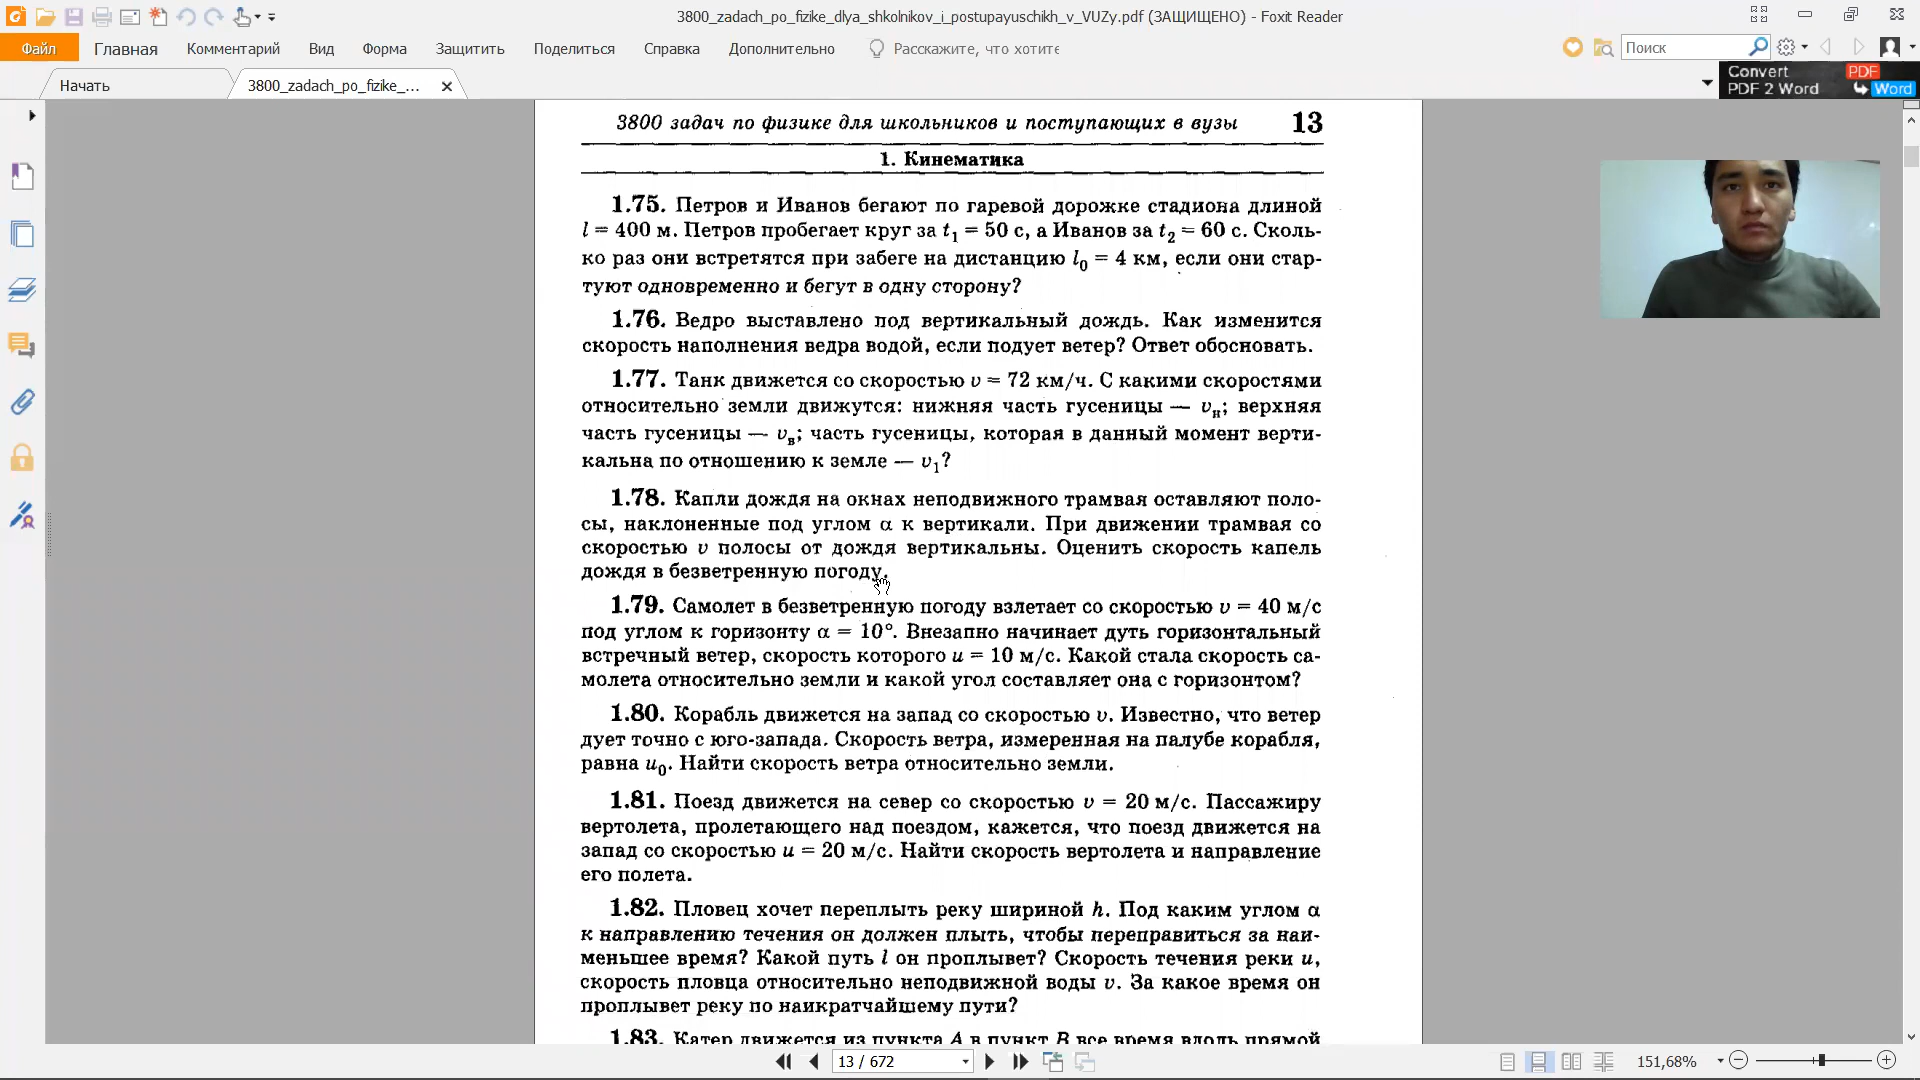 3800_zadach_po_fizike_dlya_shkolnikov_i_postupayuschikh_v_VUZy.pdf (ЗАЩИЩЕНО) - Foxit Reader
Файл Главная Комментарий Вид Форма Защитить Поделиться Справка Дополнительно Расскажите, что хотите Поиск
Начать 3800_zadach_po_fizike_...
Convert PDF
PDF 2 Word Word
3800 задач по физике для школьников и поступающих в вузы 13
1. Кинематика
1.75. Петров и Иванов бегают по гаревой дорожке стадиона длиной
l = 400 м. Петров пробегает круг за t₁ = 50 с, а Иванов за t₂ = 60 с. Сколь-
ко раз они встретятся при забеге на дистанцию l₀ = 4 км, если они стар-
туют одновременно и бегут в одну сторону?
1.76. Ведро выставлено под вертикальный дождь. Как изменится
скорость наполнения ведра водой, если подует ветер? Ответ обосновать.
1.77. Танк движется со скоростью v = 72 км/ч. С какими скоростями
относительно земли движутся: нижняя часть гусеницы — vн; верхняя
часть гусеницы — vв; часть гусеницы, которая в данный момент верти-
кальна по отношению к земле — v₁?
1.78. Капли дождя на окнах неподвижного трамвая оставляют поло-
сы, наклоненные под углом α к вертикали. При движении трамвая со
скоростью v полосы от дождя вертикальны. Оценить скорость капель
дождя в безветренную погоду.
1.79. Самолет в безветренную погоду взлетает со скоростью v = 40 м/с
под углом к горизонту α = 10°. Внезапно начинает дуть горизонтальный
встречный ветер, скорость которого u = 10 м/с. Какой стала скорость са-
молета относительно земли и какой угол составляет она с горизонтом?
1.80. Корабль движется на запад со скоростью v. Известно, что ветер
дует точно с юго-запада. Скорость ветра, измеренная на палубе корабля,
равна u₀. Найти скорость ветра относительно земли.
1.81. Поезд движется на север со скоростью v = 20 м/с. Пассажиру
вертолета, пролетающего над поездом, кажется, что поезд движется на
запад со скоростью u = 20 м/с. Найти скорость вертолета и направление
его полета.
1.82. Пловец хочет переплыть реку шириной h. Под каким углом α
к направлению течения он должен плыть, чтобы переправиться за наи-
меньшее время? Какой путь l он проплывет? Скорость течения реки u,
скорость пловца относительно неподвижной воды v. За какое время он
проплывет реку по наикратчайшему пути?
1.83. Катер движется из пункта A в пункт B все время вдоль прямой
13 / 672 151,68%